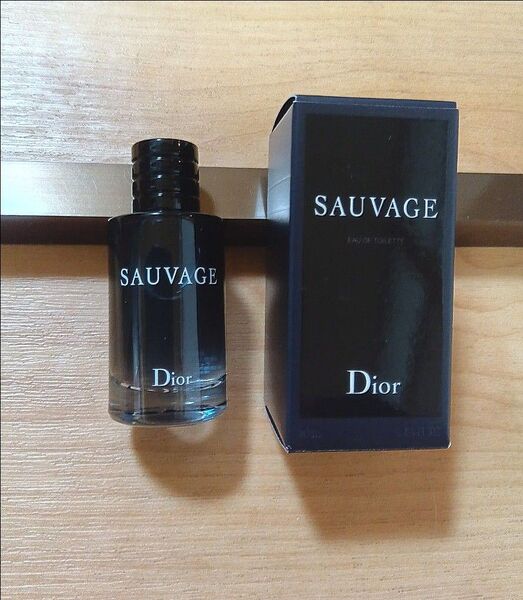 SAUVAGE
Dior
SAUVAGE
EAU DE TOILETTE
Dior